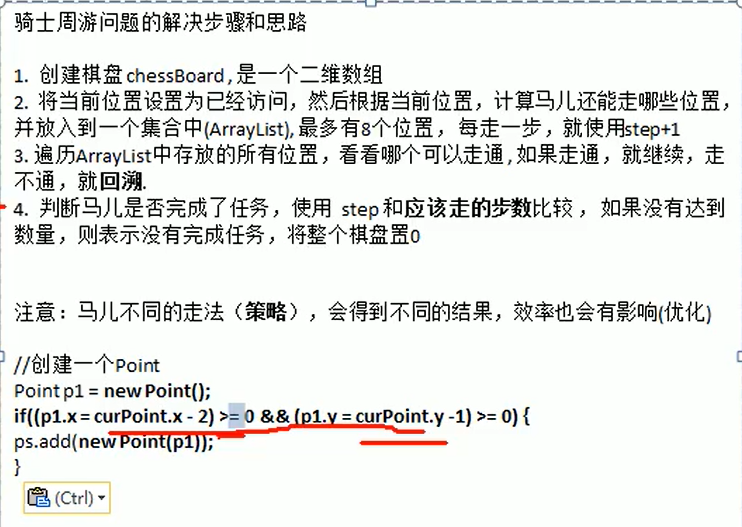 骑士周游问题的解决步骤和思路
1. 创建棋盘 chessBoard , 是一个二维数组
2. 将当前位置设置为已经访问，然后根据当前位置，计算马儿还能走哪些位置，
并放入到一个集合中(ArrayList), 最多有8个位置，每走一步，就使用step+1
3. 遍历ArrayList中存放的所有位置，看看哪个可以走通 , 如果走通，就继续，走
不通，就回溯.
4. 判断马儿是否完成了任务，使用 step 和应该走的步数比较 ，如果没有达到
数量，则表示没有完成任务，将整个棋盘置0
注意：马儿不同的走法（策略），会得到不同的结果，效率也会有影响(优化)
//创建一个Point
Point p1 = new Point();
if((p1.x = curPoint.x - 2) >= 0 && (p1.y = curPoint.y -1) >= 0) {
ps.add(new Point(p1));
}
(Ctrl)